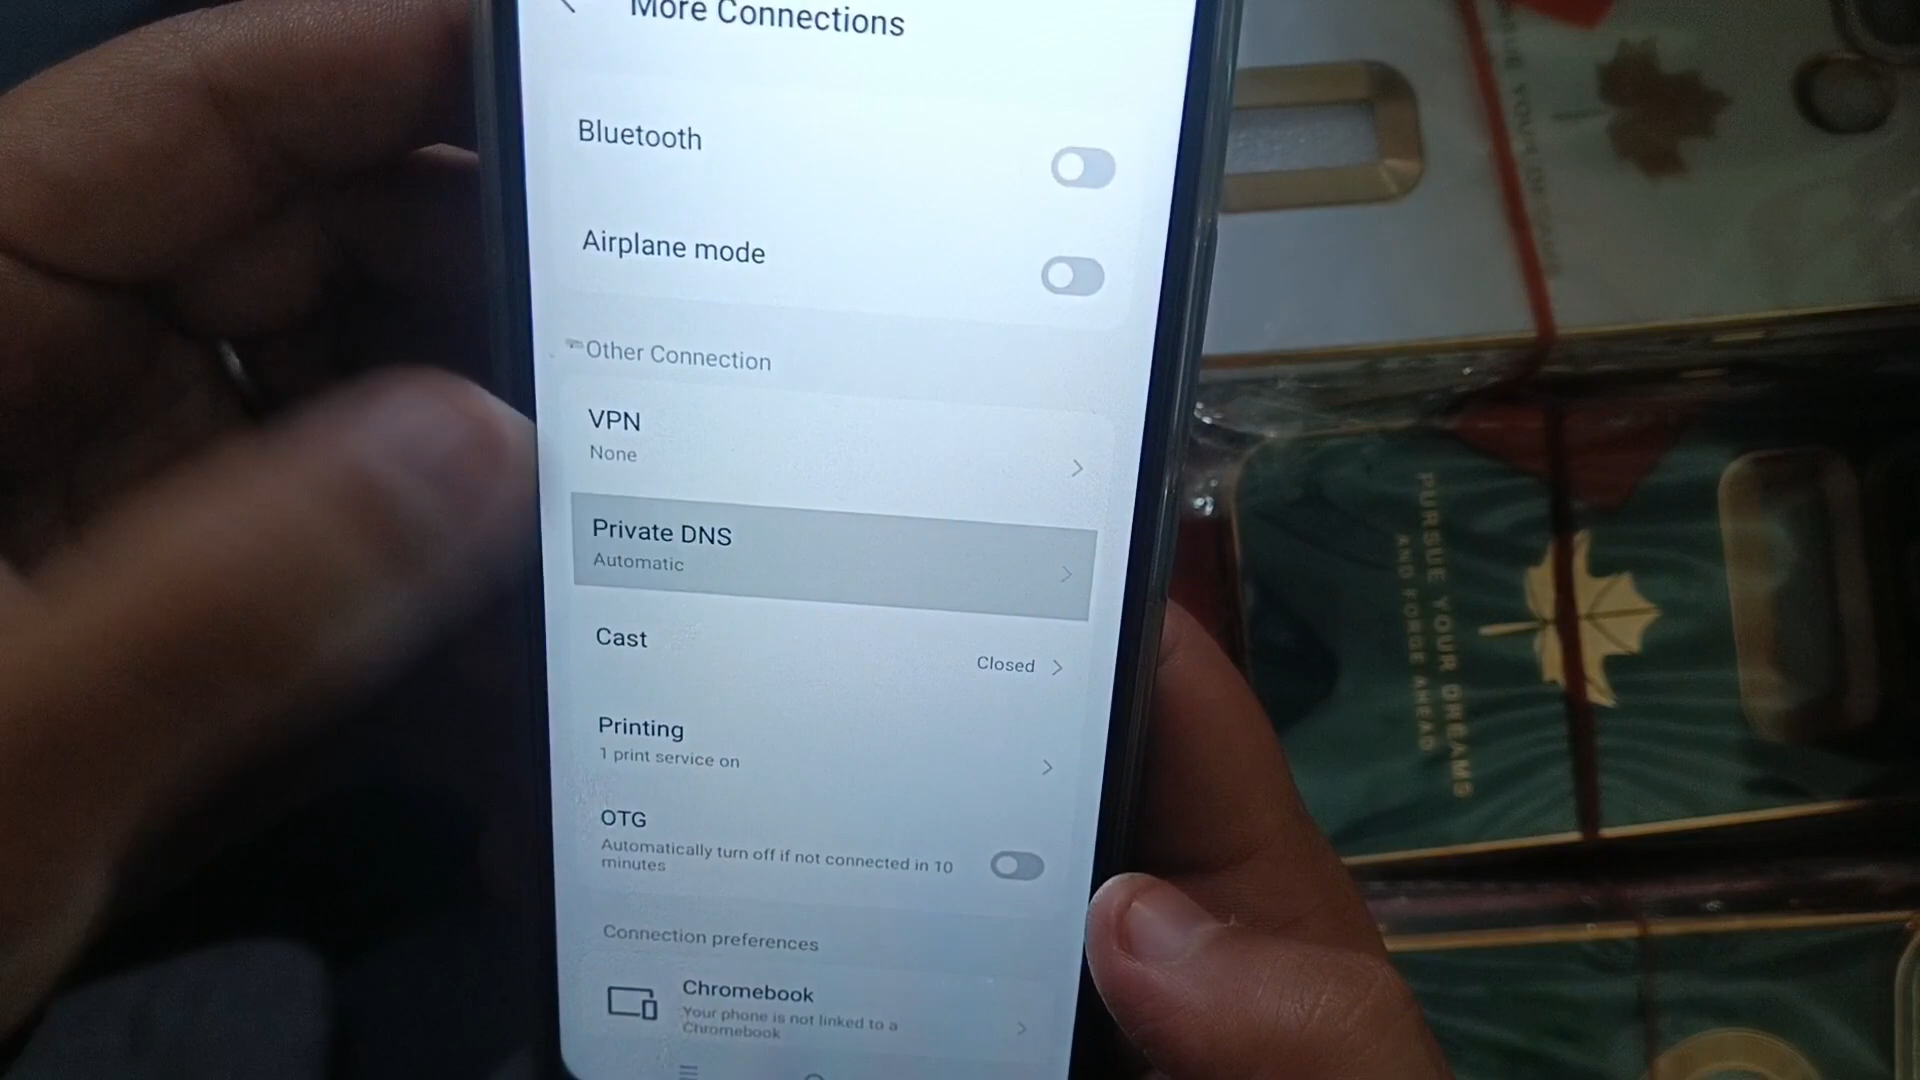 More Connections
Bluetooth
Airplane mode
Other Connection
VPN
None
Private DNS
Automatic
Cast
Closed
Printing
1 print service on
OTG
Automatically turn off if not connected in 10
minutes
Connection preferences
Chromebook
Your phone is not linked to a
Chromebook
PURSUE YOUR DREAMS
AND FORGE AHEAD